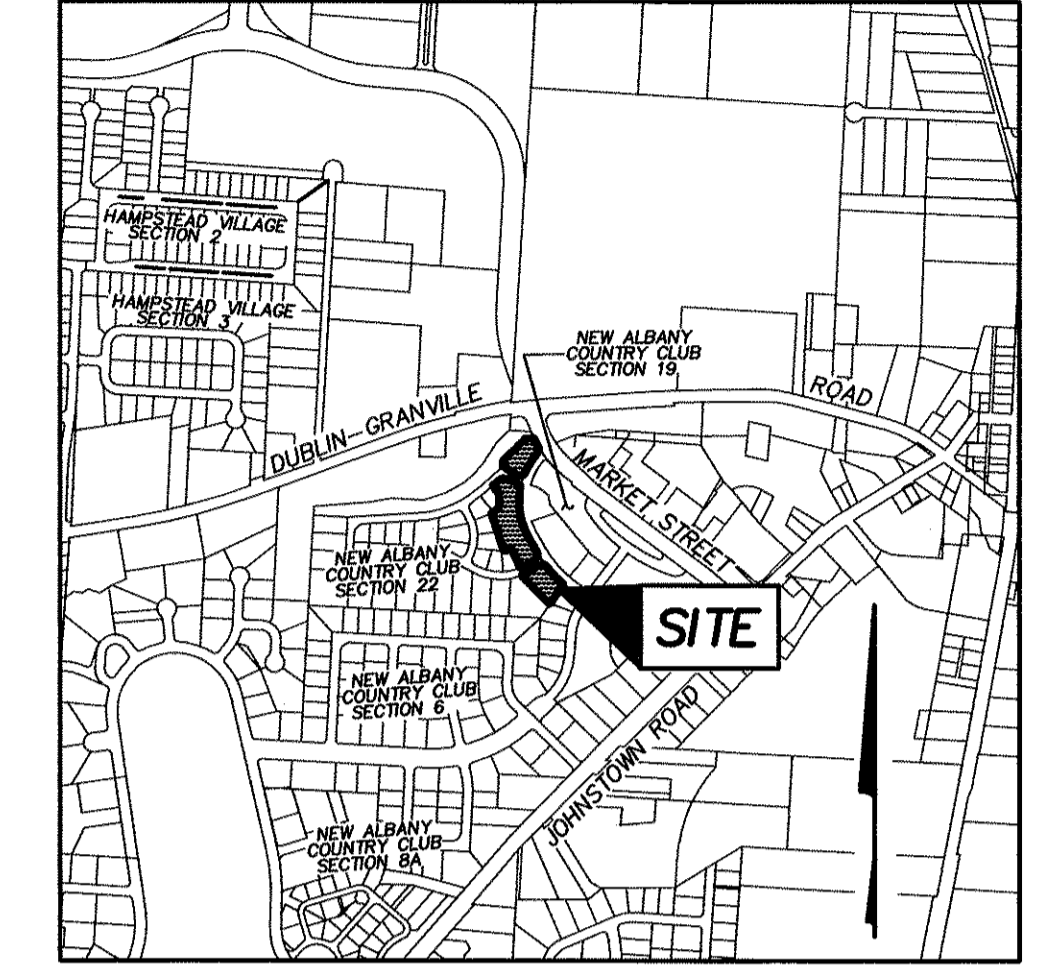 HAMPSTEAD VILLAGE
SECTION 2
HAMPSTEAD VILLAGE
SECTION 3
NEW ALBANY
COUNTRY CLUB
SECTION 19
DUBLIN-GRANVILLE
ROAD
MARKET STREET
NEW ALBANY
COUNTRY CLUB
SECTION 22
SITE
NEW ALBANY
COUNTRY CLUB
SECTION 6
JOHNSTOWN ROAD
NEW ALBANY
COUNTRY CLUB
SECTION 8A